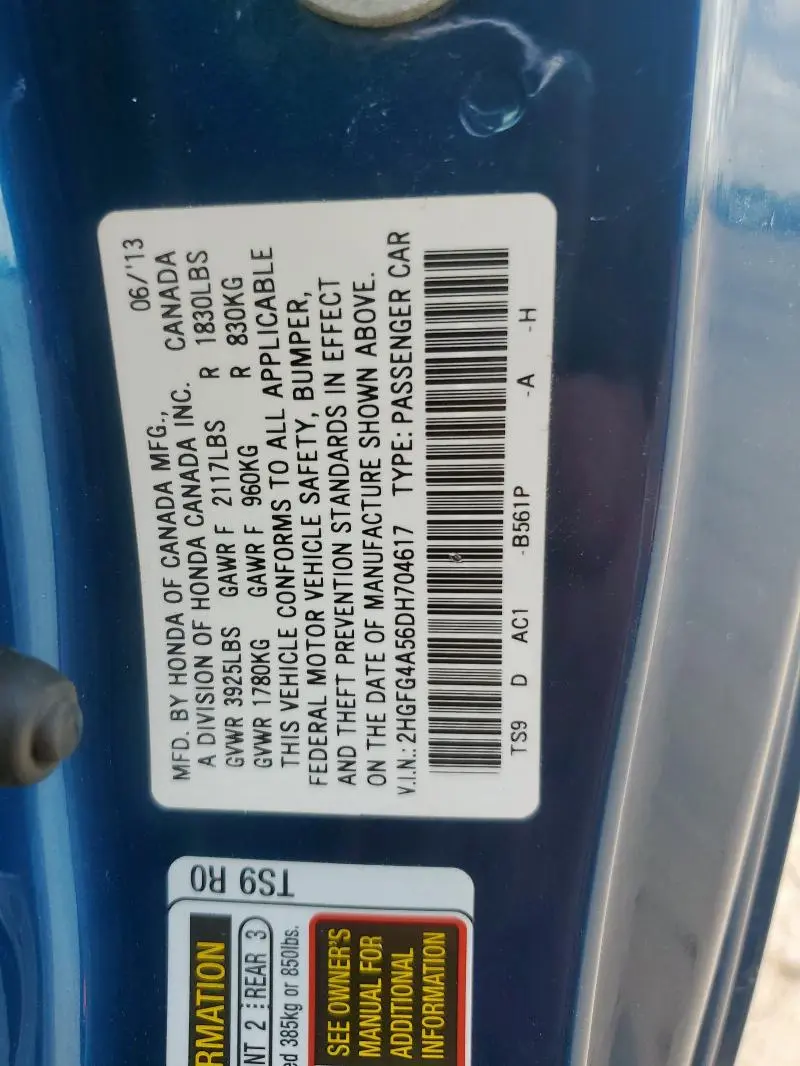 MFD. BY HONDA OF CANADA MFG., 06/'13
A DIVISION OF HONDA CANADA INC. CANADA
GVWR 3925LBS GAWR F 2117LBS R 1830LBS
GVWR 1780KG GAWR F 960KG R 830KG
THIS VEHICLE CONFORMS TO ALL APPLICABLE
FEDERAL MOTOR VEHICLE SAFETY, BUMPER,
AND THEFT PREVENTION STANDARDS IN EFFECT
ON THE DATE OF MANUFACTURE SHOWN ABOVE.
V.I.N.: 2HGFG4A56DH704617 TYPE: PASSENGER CAR
TS9 D AC1 -B561P -A -H
TS9 R0
RMATION
NT 2 REAR 3
ed 385kg or 850lbs.
SEE OWNER'S
MANUAL FOR
ADDITIONAL
INFORMATION